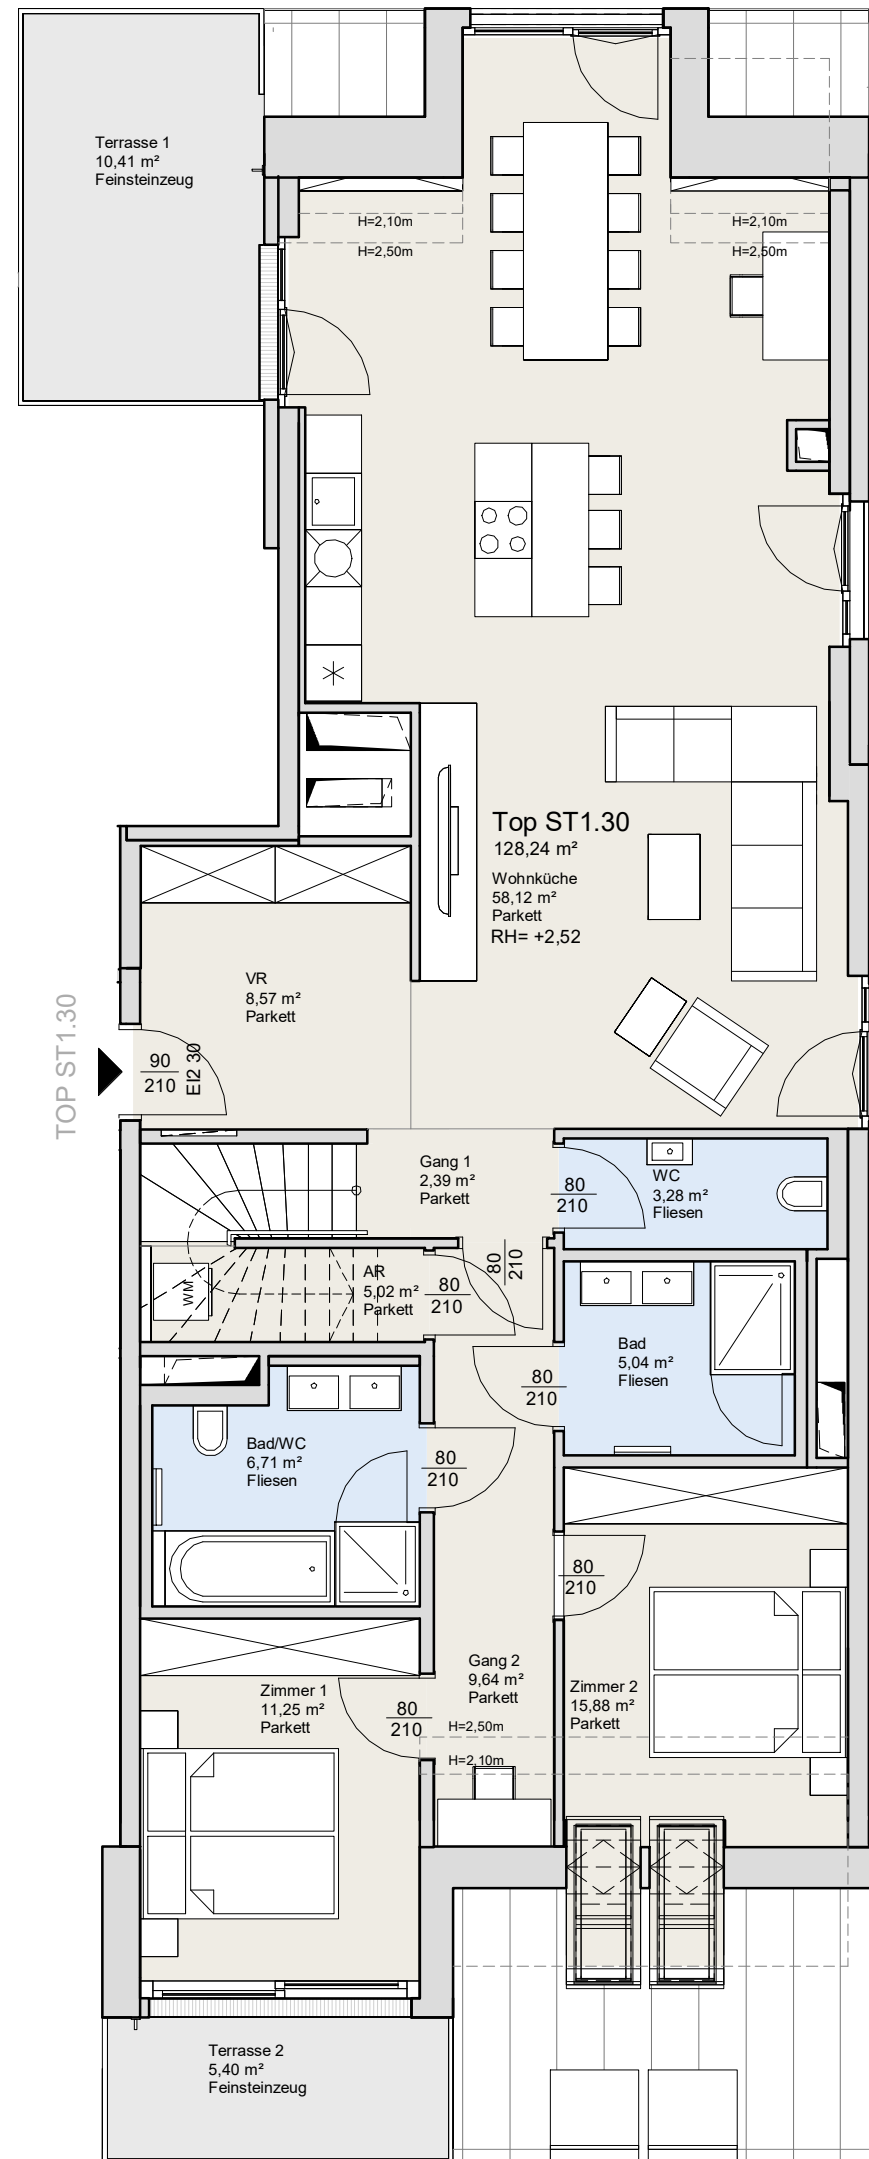 Terrasse 1
10,41 m²
Feinsteinzeug
H=2,10m
H=2,50m
H=2,10m
H=2,50m
Top ST1.30
128,24 m²
Wohnküche
58,12 m²
Parkett
RH= +2,52
VR
8,57 m²
Parkett
TOP ST1.30
90
210
EI2 30
Gang 1
2,39 m²
Parkett
80
210
WC
3,28 m²
Fliesen
80
210
AR
5,02 m²
Parkett
80
210
WM
Bad
5,04 m²
Fliesen
80
210
Bad/WC
6,71 m²
Fliesen
80
210
80
210
Gang 2
9,64 m²
Parkett
Zimmer 1
11,25 m²
Parkett
80
210
Zimmer 2
15,88 m²
Parkett
H=2,50m
H=2,10m
Terrasse 2
5,40 m²
Feinsteinzeug